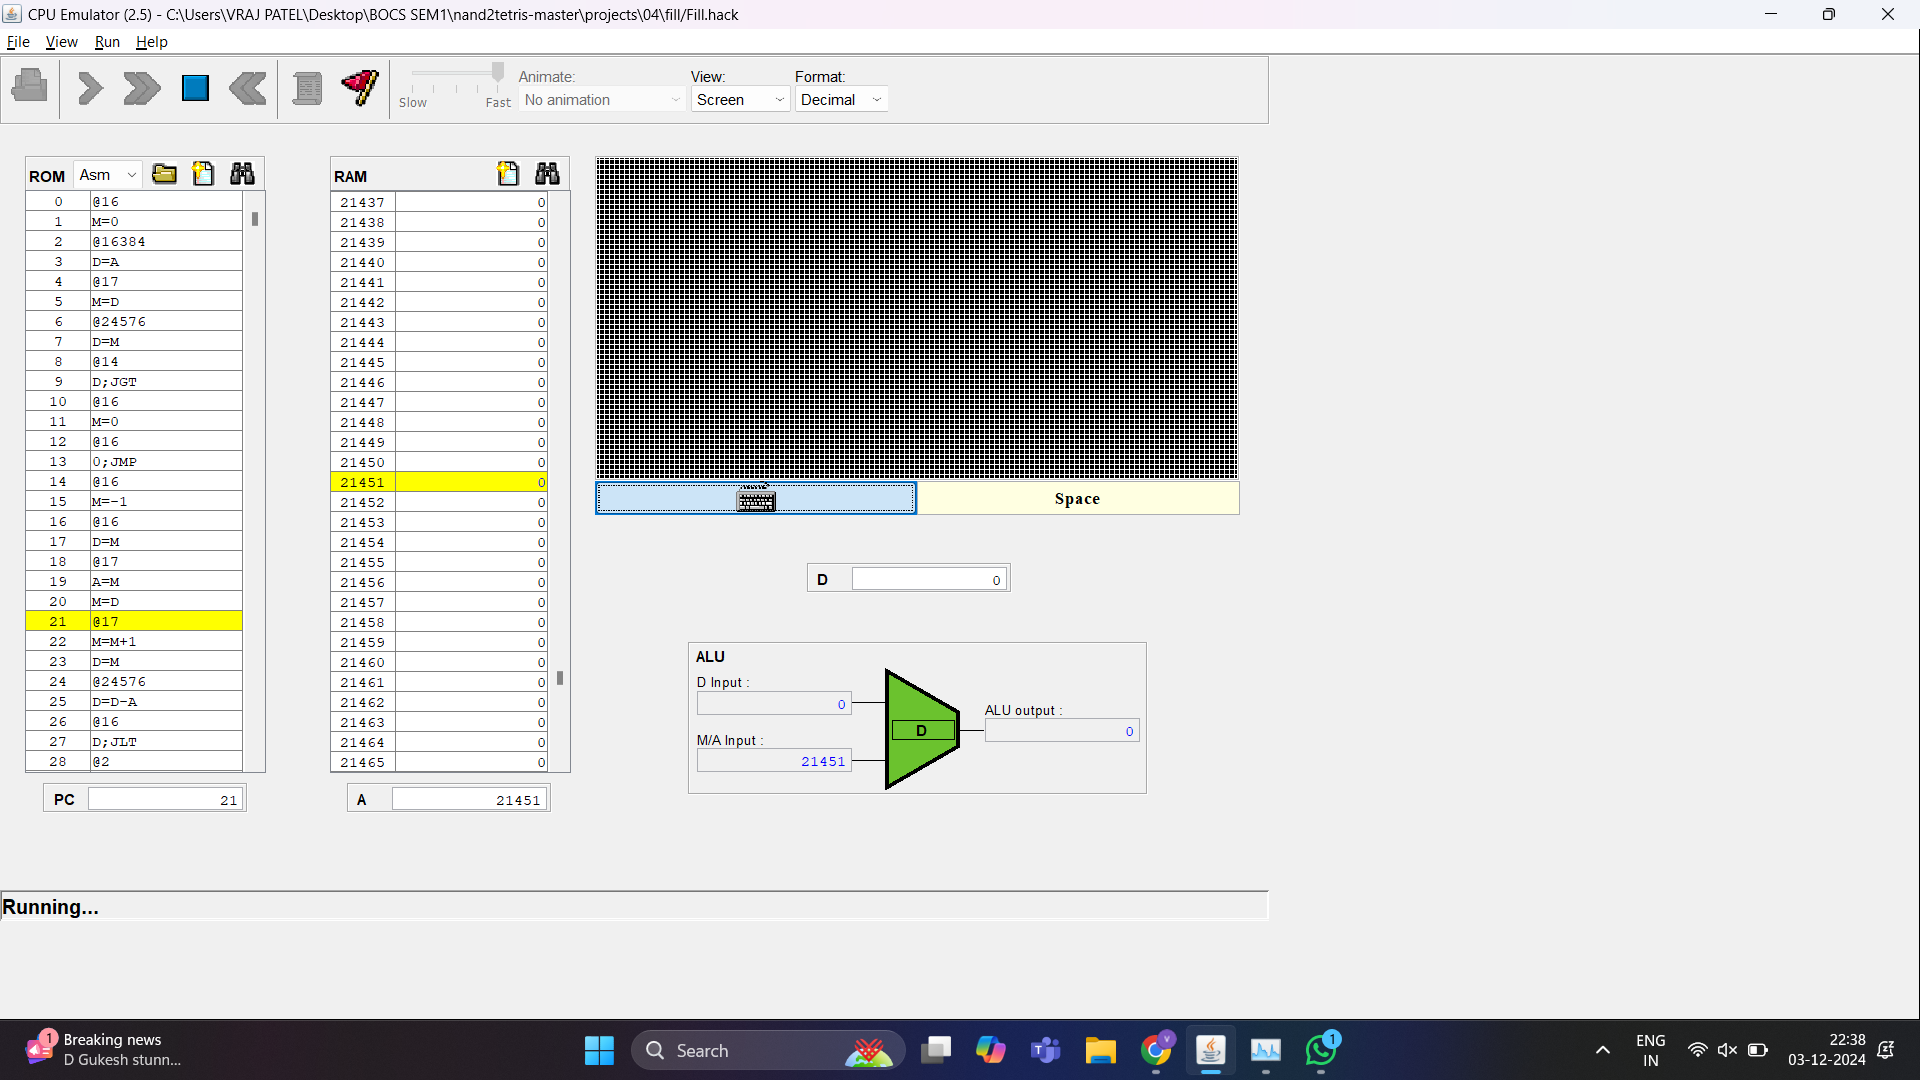 CPU Emulator (2.5) - C:\Users\VRAJ PATEL\Desktop\BOCS SEM1\nand2tetris-master\projects\04\fill/Fill.hack
File View Run Help
Slow Fast
Animate:
No animation
View:
Screen
Format:
Decimal
ROM Asm
0 @16
1 M=0
2 @16384
3 D=A
4 @17
5 M=D
6 @24576
7 D=M
8 @14
9 D;JGT
10 @16
11 M=0
12 @16
13 0;JMP
14 @16
15 M=-1
16 @16
17 D=M
18 @17
19 A=M
20 M=D
21 @17
22 M=M+1
23 D=M
24 @24576
25 D=D-A
26 @16
27 D;JLT
28 @2
PC 21
RAM
21437 0
21438 0
21439 0
21440 0
21441 0
21442 0
21443 0
21444 0
21445 0
21446 0
21447 0
21448 0
21449 0
21450 0
21451 0
21452 0
21453 0
21454 0
21455 0
21456 0
21457 0
21458 0
21459 0
21460 0
21461 0
21462 0
21463 0
21464 0
21465 0
A 21451
Space
D 0
ALU
D Input :
0
M/A Input :
21451
D
ALU output :
0
Running...
1
Breaking news
D Gukesh stunn...
Search
V
1
ENG
IN
22:38
03-12-2024